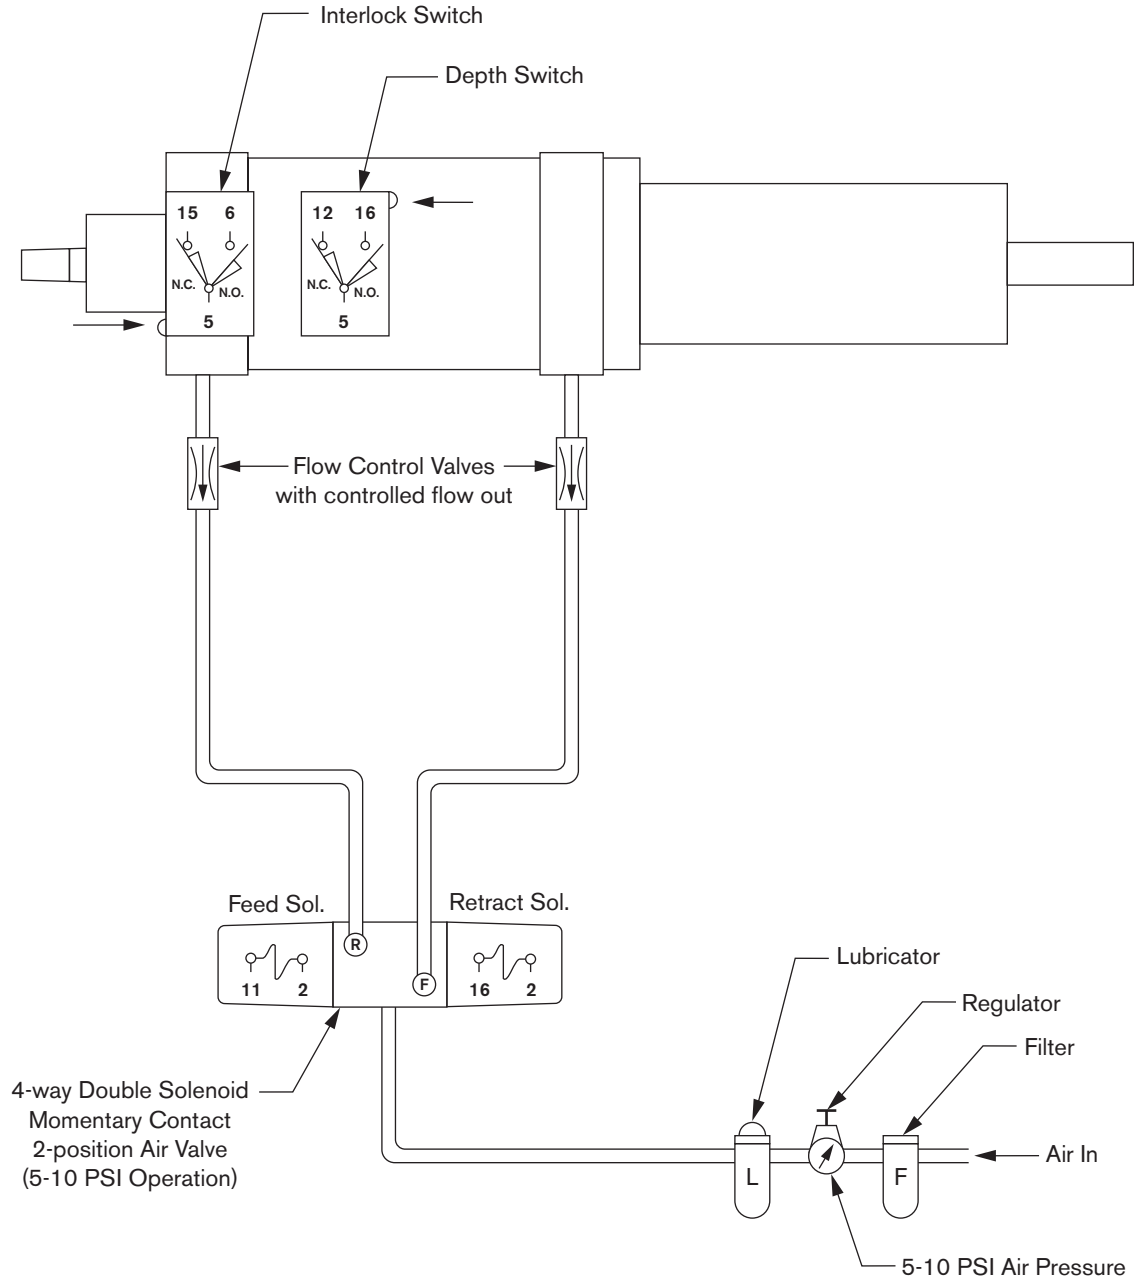 Interlock Switch
Depth Switch
15 6
N.C. N.O.
5
12 16
N.C. N.O.
5
Flow Control Valves
with controlled flow out
Feed Sol.
Retract Sol.
R
F
11 2
16 2
4-way Double Solenoid
Momentary Contact
2-position Air Valve
(5-10 PSI Operation)
Lubricator
Regulator
Filter
Air In
L
F
5-10 PSI Air Pressure